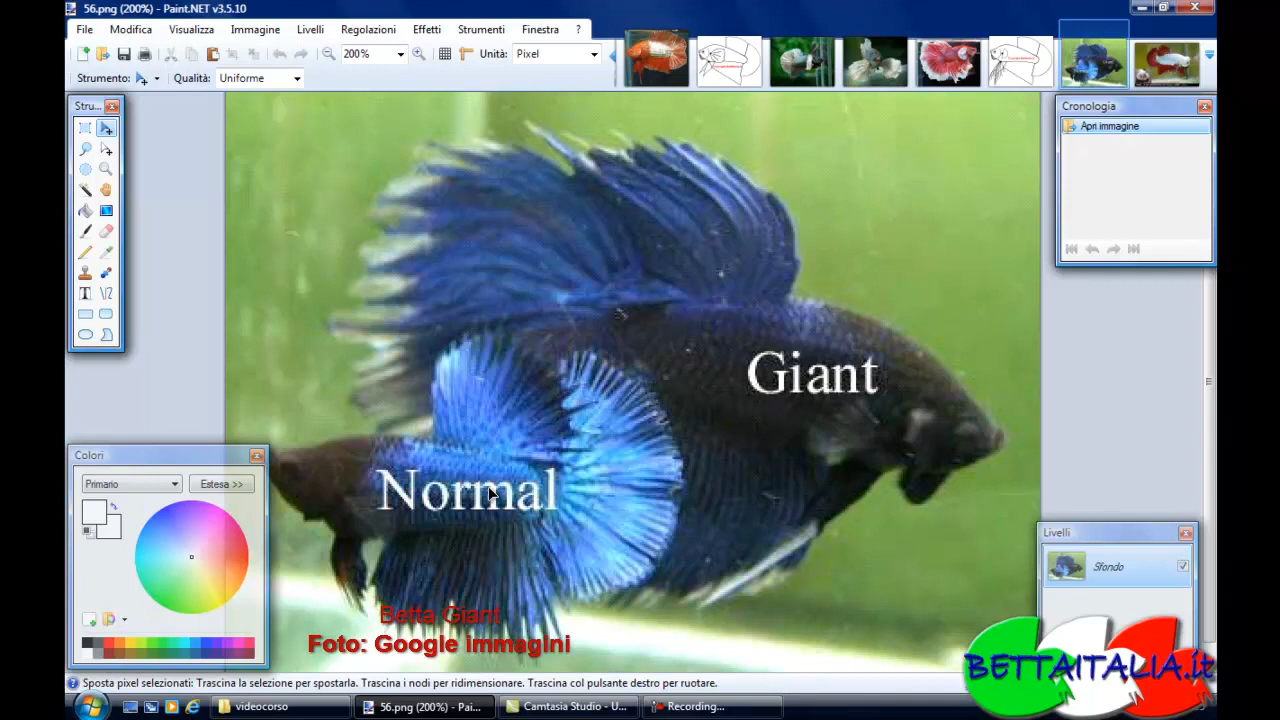 56.png (200%) - Paint.NET v3.5.10
File Modifica Visualizza Immagine Livelli Regolazioni Effetti Strumenti Finestra ?
200% Unità: Pixel
Strumento: Qualità: Uniforme
Stru...
Cronologia
Apri immagine
Giant
Normal
Colori
Primario Estesa >>
Livelli
Sfondo
Betta Giant
Foto: Google immagini
BETTAITALIA.it
Sposta pixel selezionati: Trascina la selezione per spostarla. Trascina i nodi per ridimensionare. Trascina col pulsante destro per ruotare.
videocorso 56.png (200%) - Pai... Camtasia Studio - U... Recording...